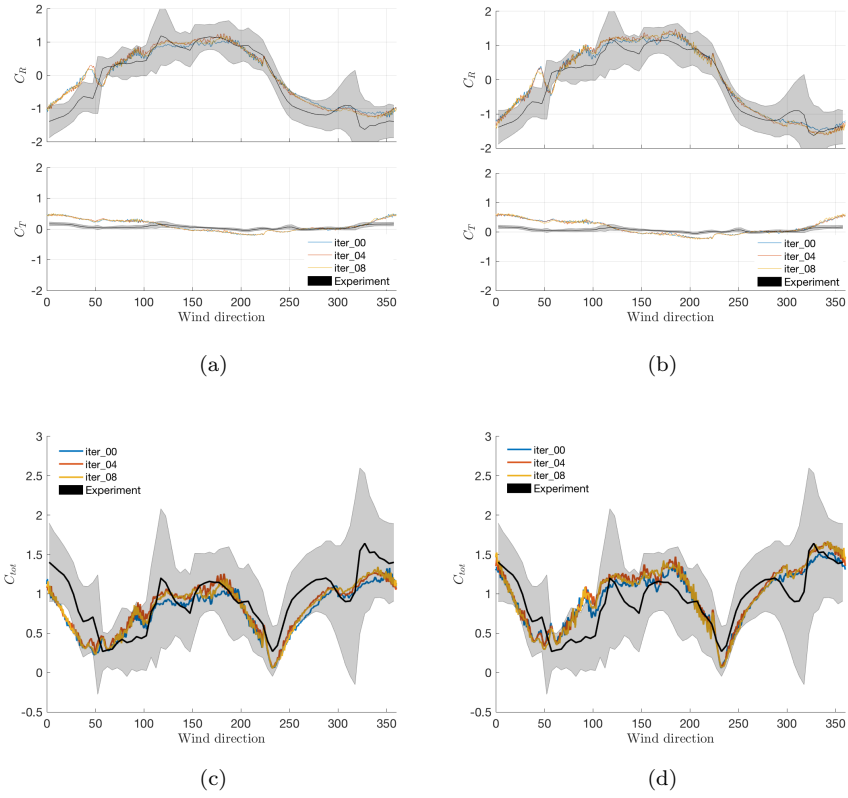 2
1
0
-1
-2
C_R
2
1
0
-1
-2
C_T
0 50 100 150 200 250 300 350
Wind direction
iter_00
iter_04
iter_08
Experiment
(a)
2
1
0
-1
-2
C_R
2
1
0
-1
-2
C_T
0 50 100 150 200 250 300 350
Wind direction
iter_00
iter_04
iter_08
Experiment
(b)
3
2.5
2
1.5
1
0.5
0
-0.5
C_tot
iter_00
iter_04
iter_08
Experiment
0 50 100 150 200 250 300 350
Wind direction
(c)
3
2.5
2
1.5
1
0.5
0
-0.5
C_tot
iter_00
iter_04
iter_08
Experiment
0 50 100 150 200 250 300 350
Wind direction
(d)